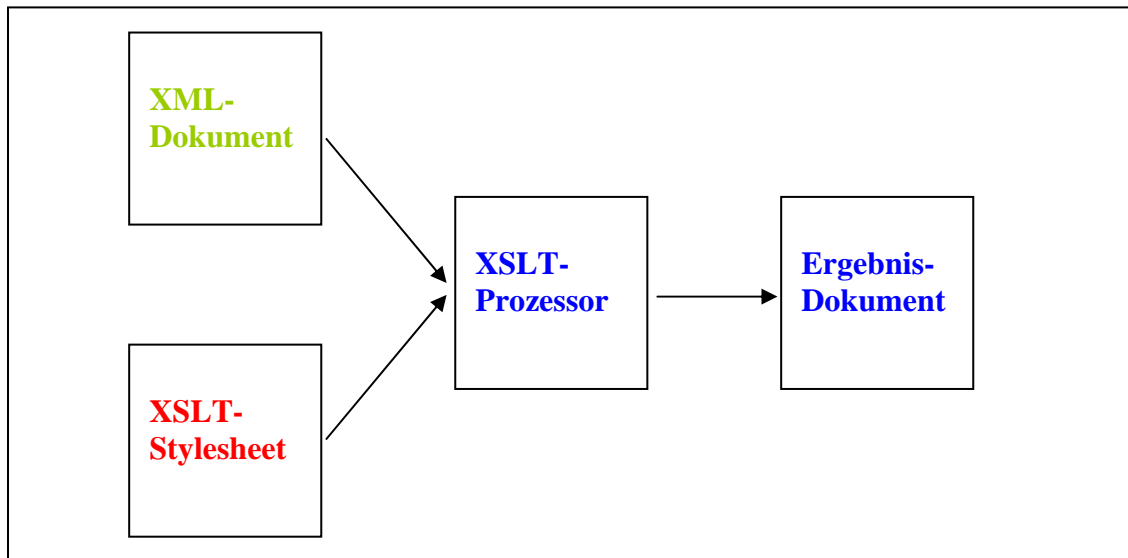 XML-
Dokument
XSLT-
Prozessor
Ergebnis-
Dokument
XSLT-
Stylesheet